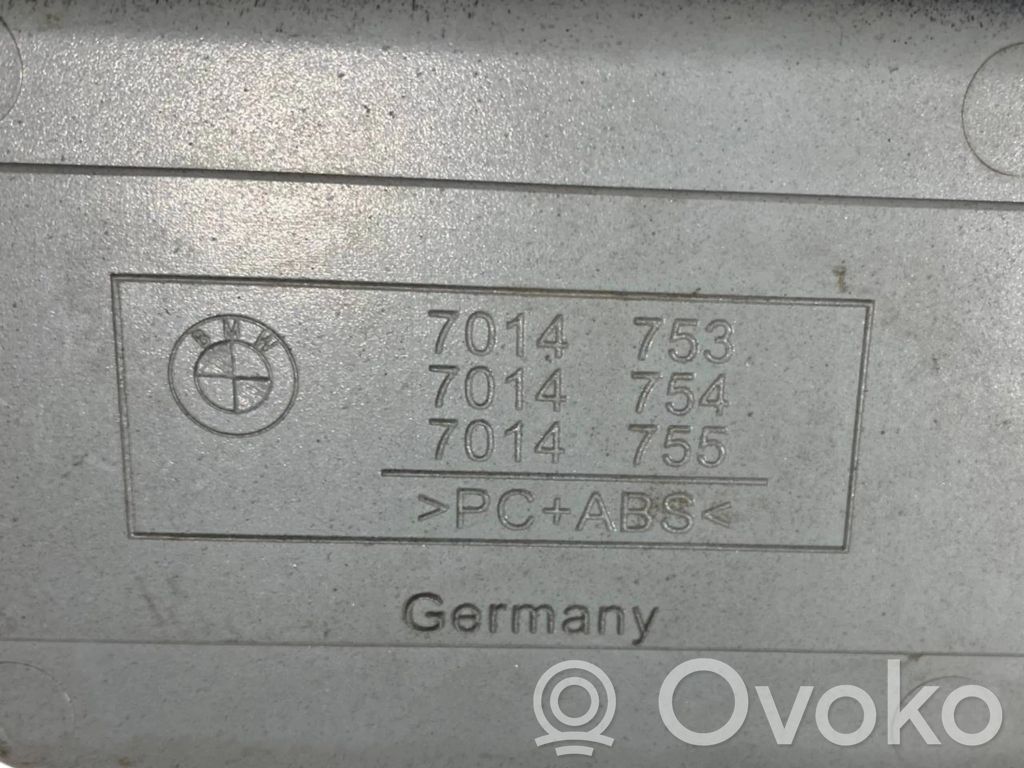 BMW
7014 753
7014 754
7014 755
>PC+ABS<
Germany
Ovoko